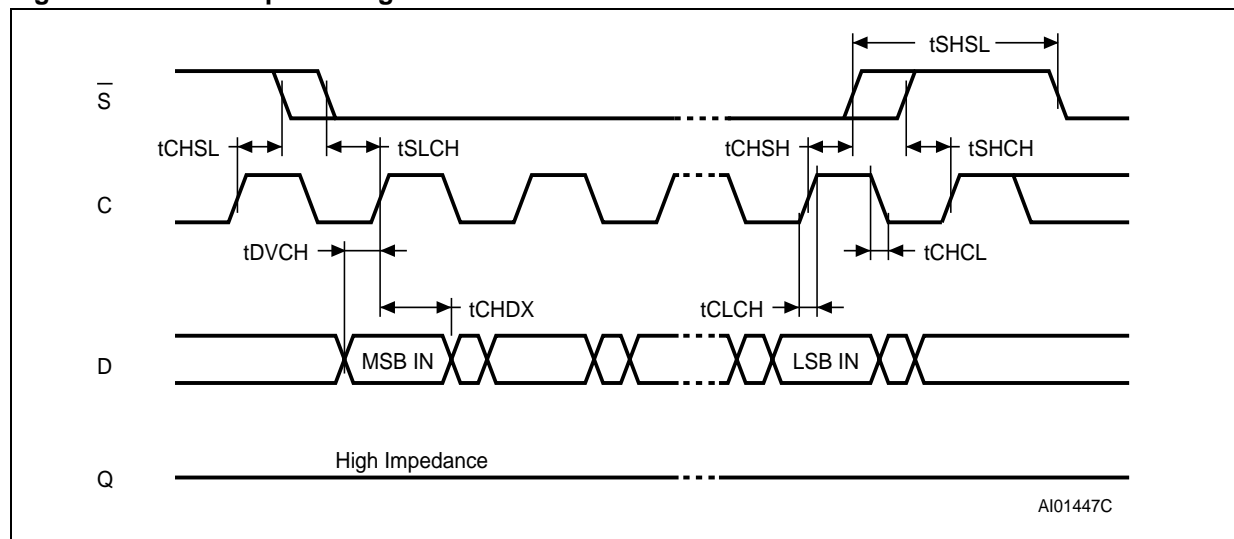 tSHSL
S
tCHSL
tSLCH
tCHSH
tSHCH
C
tDVCH
tCHCL
tCHDX
tCLCH
D
MSB IN
LSB IN
High Impedance
Q
AI01447C